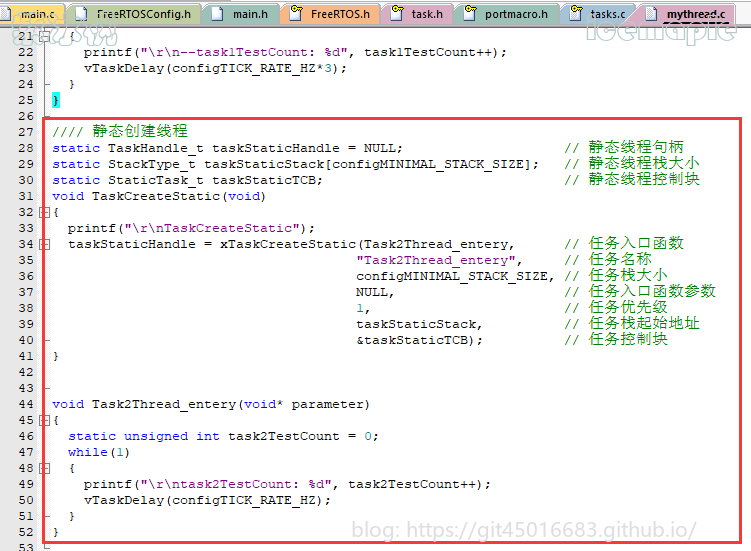 main.c FreeRTOSConfig.h main.h FreeRTOS.h task.h portmacro.h tasks.c mythread.c
icemaple
21 {
22 printf("\r\n--task1TestCount: %d", task1TestCount++);
23 vTaskDelay(configTICK_RATE_HZ*3);
24 }
25 }
26
27 //// 静态创建线程
28 static TaskHandle_t taskStaticHandle = NULL; // 静态线程句柄
29 static StackType_t taskStaticStack[configMINIMAL_STACK_SIZE]; // 静态线程栈大小
30 static StaticTask_t taskStaticTCB; // 静态线程控制块
31 void TaskCreateStatic(void)
32 {
33 printf("\r\nTaskCreateStatic");
34 taskStaticHandle = xTaskCreateStatic(Task2Thread_entery, // 任务入口函数
35 "Task2Thread_entery", // 任务名称
36 configMINIMAL_STACK_SIZE, // 任务栈大小
37 NULL, // 任务入口函数参数
38 1, // 任务优先级
39 taskStaticStack, // 任务栈起始地址
40 &taskStaticTCB); // 任务控制块
41 }
42
43
44 void Task2Thread_entery(void* parameter)
45 {
46 static unsigned int task2TestCount = 0;
47 while(1)
48 {
49 printf("\r\ntask2TestCount: %d", task2TestCount++);
50 vTaskDelay(configTICK_RATE_HZ);
51 }
52 }
53
blog: https://git45016683.github.io/